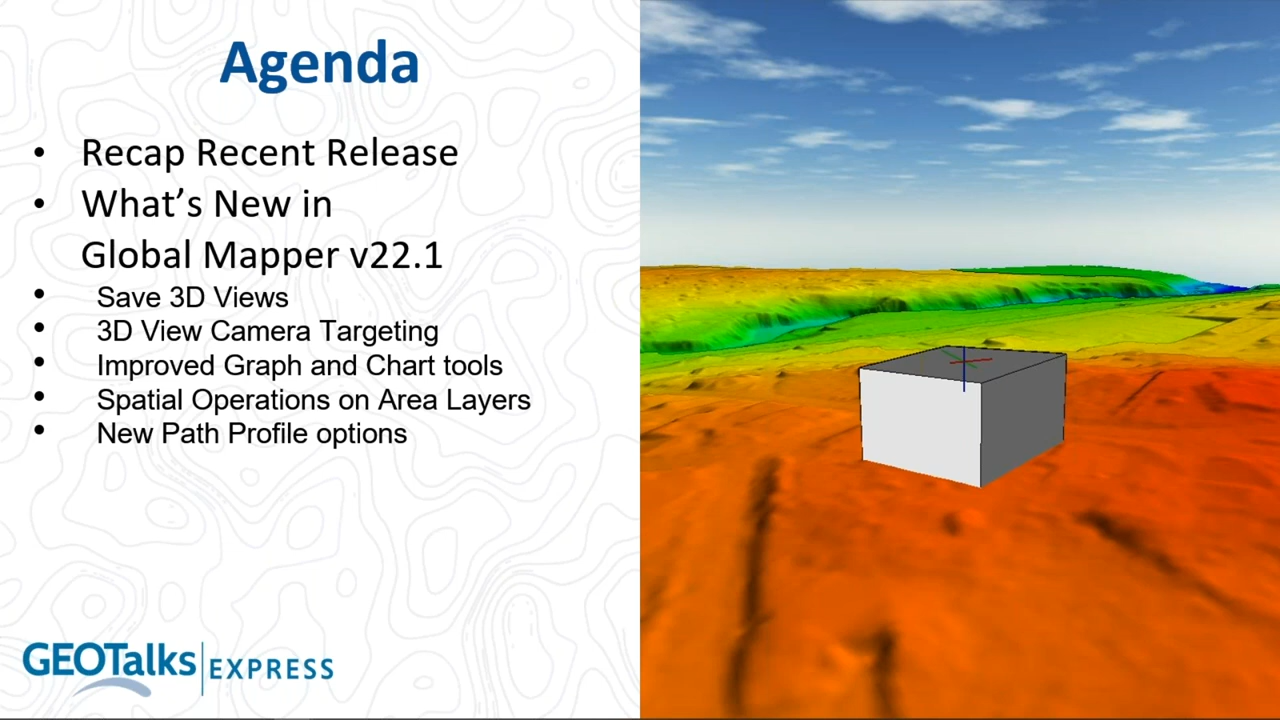 Agenda
• Recap Recent Release
• What’s New in
Global Mapper v22.1
• Save 3D Views
• 3D View Camera Targeting
• Improved Graph and Chart tools
• Spatial Operations on Area Layers
• New Path Profile options
GEOTalks EXPRESS